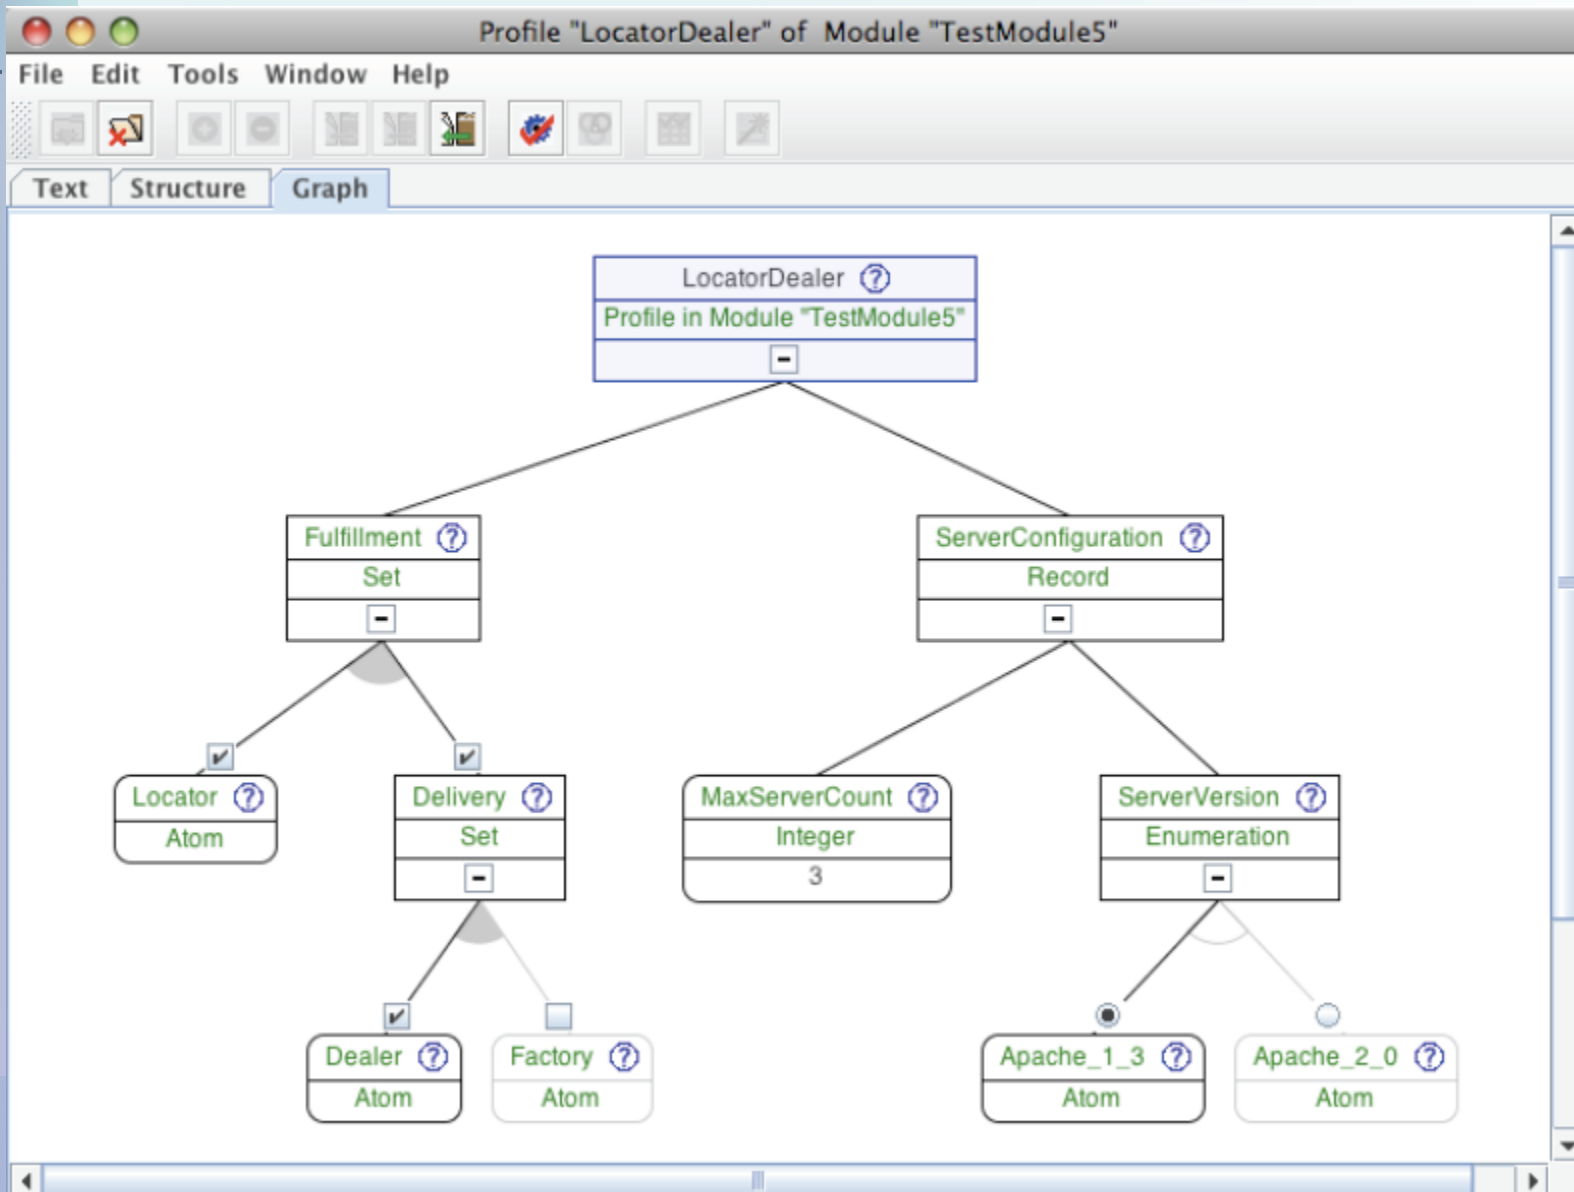 Profile "LocatorDealer" of Module "TestModule5"
File Edit Tools Window Help
Text Structure Graph
LocatorDealer ?
Profile in Module "TestModule5"
Fulfillment ?
Set
ServerConfiguration ?
Record
Locator ?
Atom
Delivery ?
Set
MaxServerCount ?
Integer
3
ServerVersion ?
Enumeration
Dealer ?
Atom
Factory ?
Atom
Apache_1_3 ?
Atom
Apache_2_0 ?
Atom